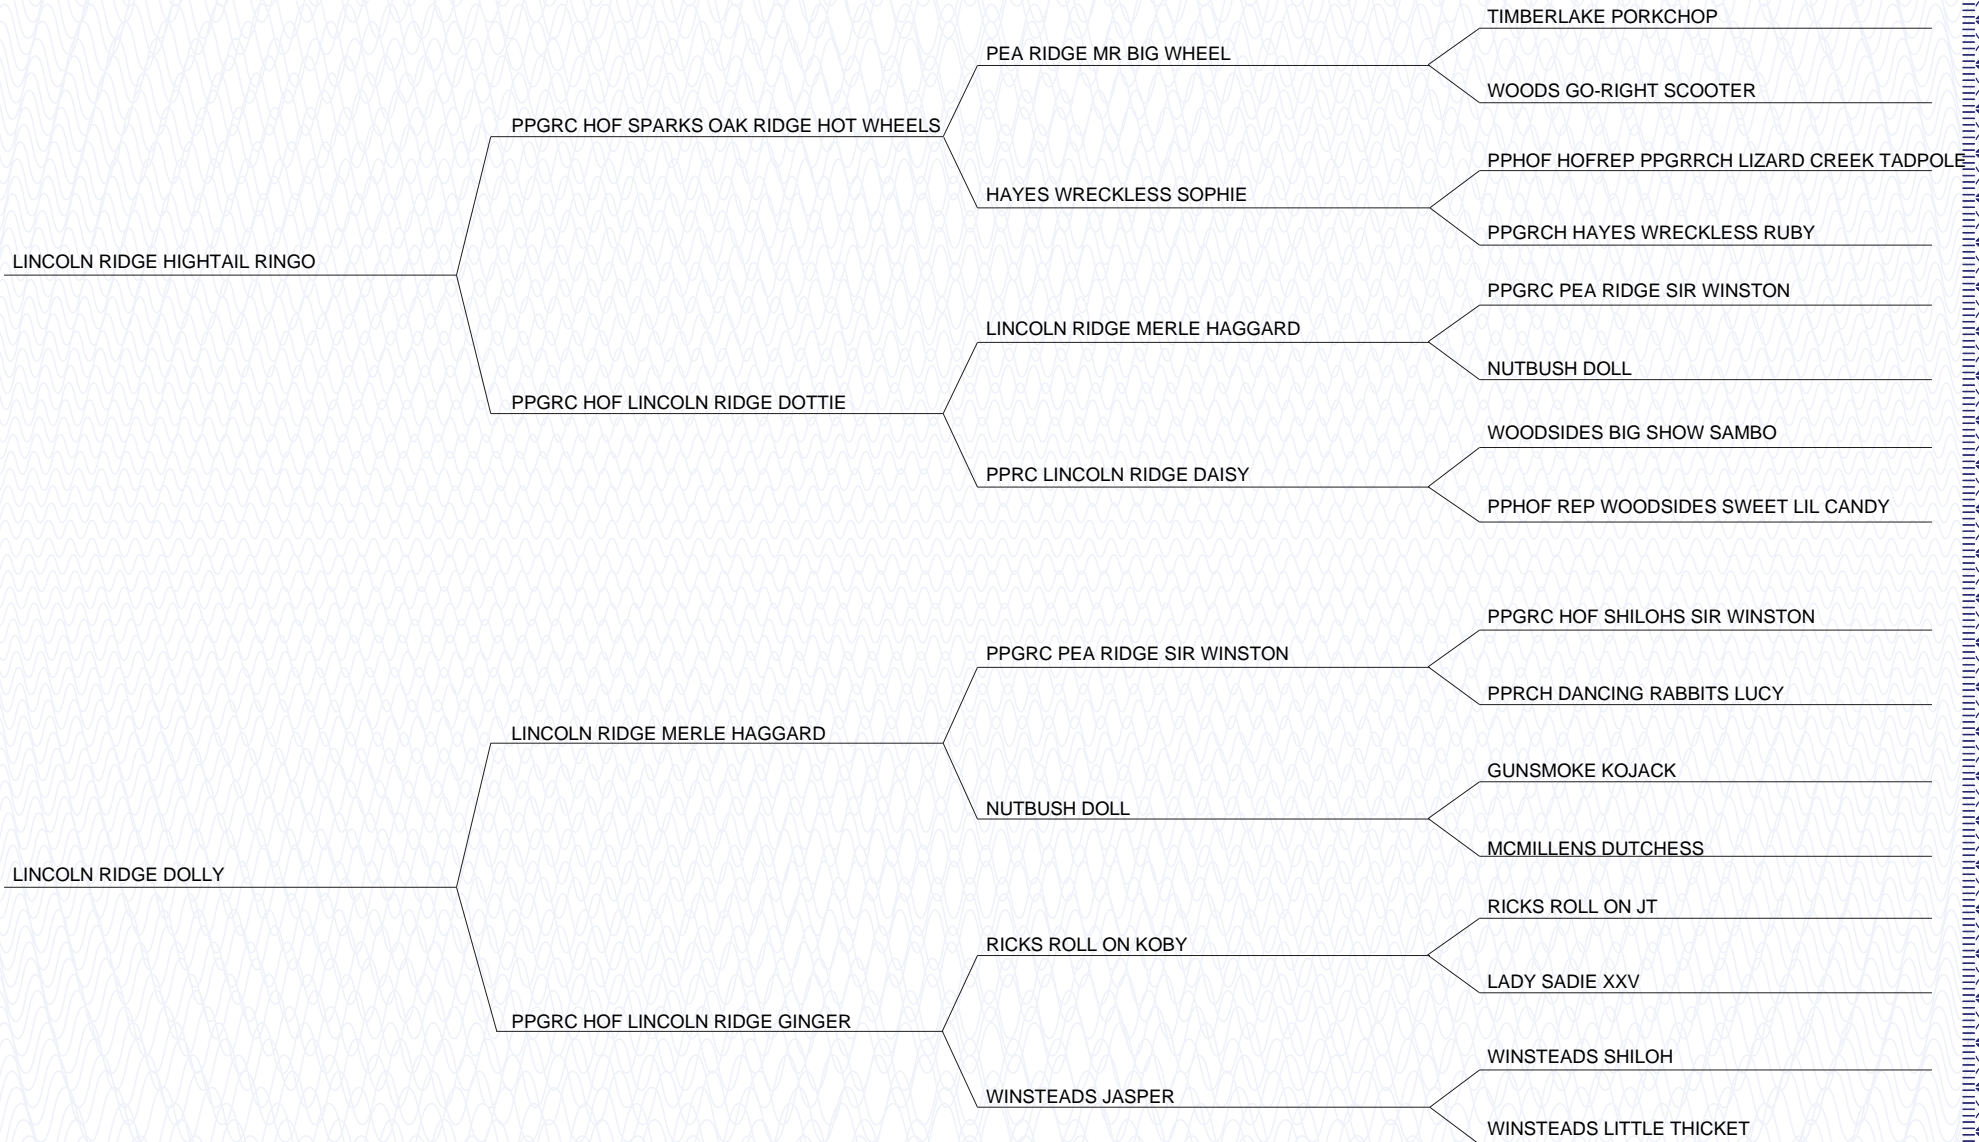 TIMBERLAKE PORKCHOP
PEA RIDGE MR BIG WHEEL
WOODS GO-RIGHT SCOOTER
PPGRC HOF SPARKS OAK RIDGE HOT WHEELS
PPHOF HOFREP PPGRRCH LIZARD CREEK TADPOLE
HAYES WRECKLESS SOPHIE
PPGRCH HAYES WRECKLESS RUBY
LINCOLN RIDGE HIGHTAIL RINGO
PPGRC PEA RIDGE SIR WINSTON
LINCOLN RIDGE MERLE HAGGARD
NUTBUSH DOLL
PPGRC HOF LINCOLN RIDGE DOTTIE
WOODSIDES BIG SHOW SAMBO
PPRC LINCOLN RIDGE DAISY
PPHOF REP WOODSIDES SWEET LIL CANDY
PPGRC HOF SHILOHS SIR WINSTON
PPGRC PEA RIDGE SIR WINSTON
PPRCH DANCING RABBITS LUCY
LINCOLN RIDGE MERLE HAGGARD
GUNSMOKE KOJACK
NUTBUSH DOLL
MCMILLENS DUTCHESS
LINCOLN RIDGE DOLLY
RICKS ROLL ON JT
RICKS ROLL ON KOBY
LADY SADIE XXV
PPGRC HOF LINCOLN RIDGE GINGER
WINSTEADS SHILOH
WINSTEADS JASPER
WINSTEADS LITTLE THICKET